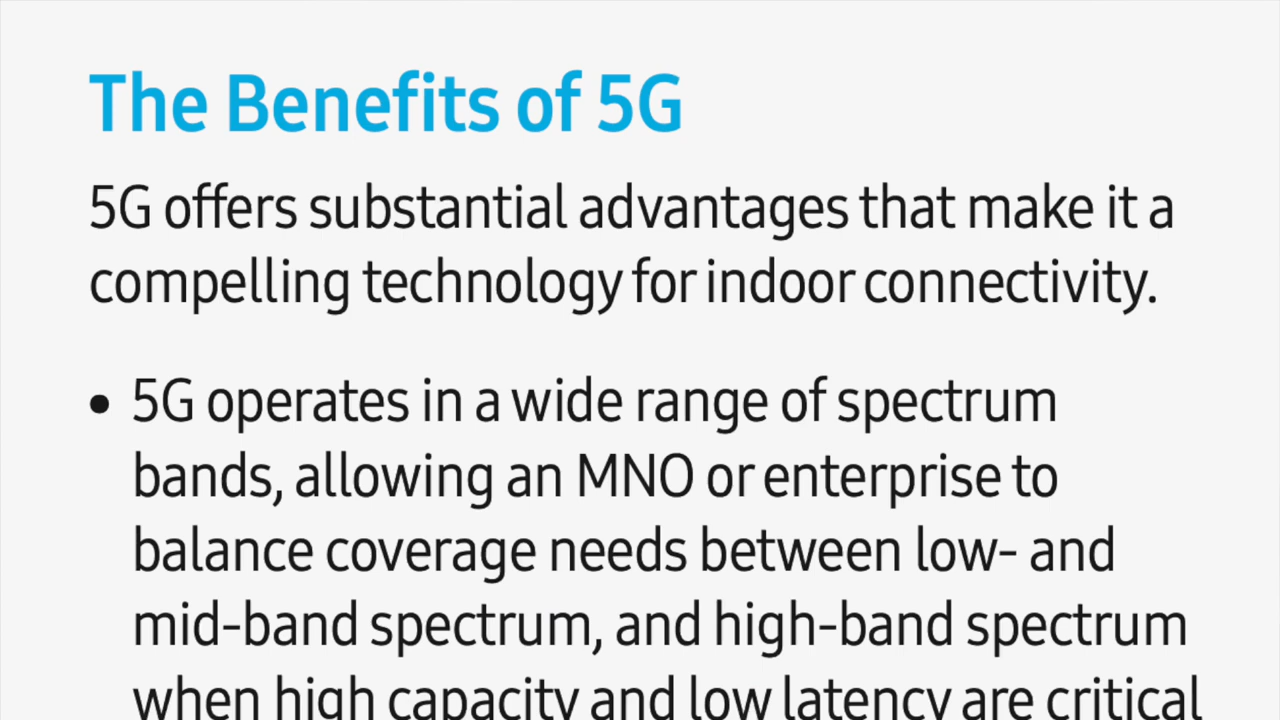 The Benefits of 5G
5G offers substantial advantages that make it a
compelling technology for indoor connectivity.
• 5G operates in a wide range of spectrum
bands, allowing an MNO or enterprise to
balance coverage needs between low- and
mid-band spectrum, and high-band spectrum
when high capacity and low latency are critical